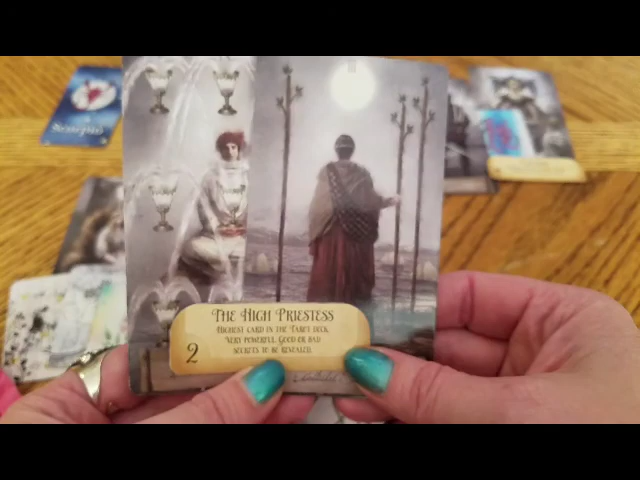 Scorpio
The High Priestess
Highest card in the Tarot deck.
Very powerful. Good or bad
secrets to be revealed.
2